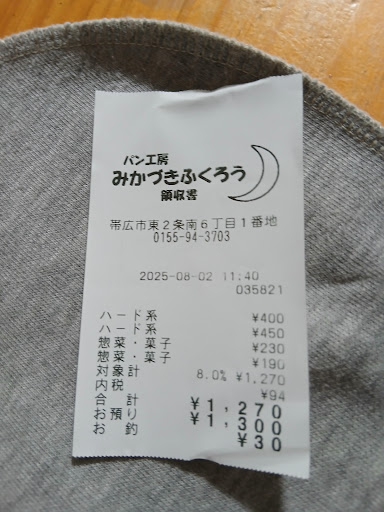 パン工房
みかづきふくろう
領収書
帯広市東2条南6丁目1番地
0155-94-3703
2025-08-02 11:40
035821
ハード系 ¥400
ハード系 ¥450
惣菜・菓子 ¥230
惣菜・菓子 ¥190
対象計 8.0% ¥1,270
内税 ¥94
合計 ¥1,270
お預り ¥1,300
お釣 ¥30